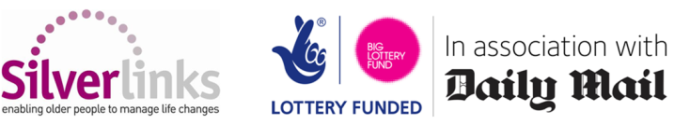 Silverlinks
enabling older people to manage life changes
®
BIG
LOTTERY
FUND
LOTTERY FUNDED
In association with
Daily Mail